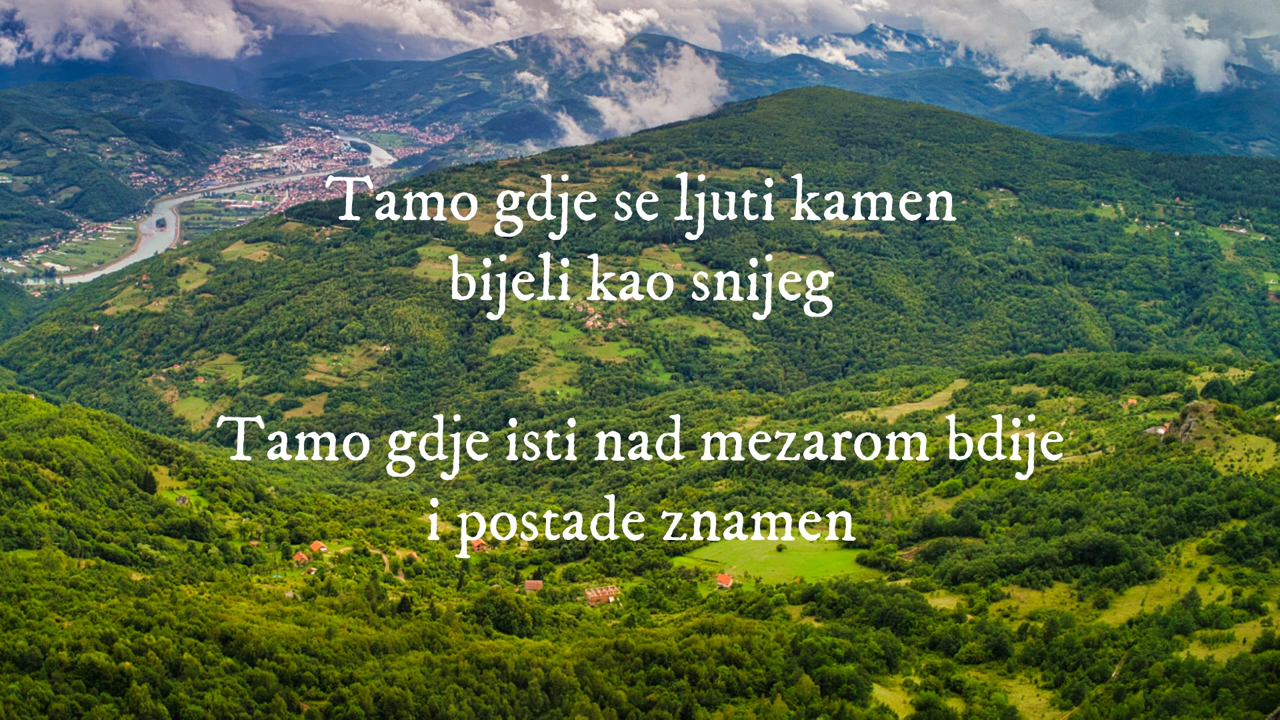 Tamo gdje se ljuti kamen
bijeli kao snijeg
Tamo gdje isti nad mezarom bdije
i postade znamen